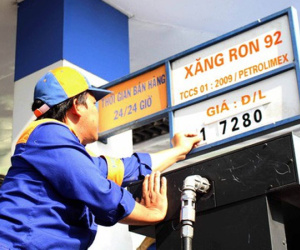 THỜI GIAN BÁN HÀNG
24/24 GIỜ
XĂNG RON 92
TCCS 01 : 2009 / PETROLIMEX
GIÁ : Đ/L
1 7280